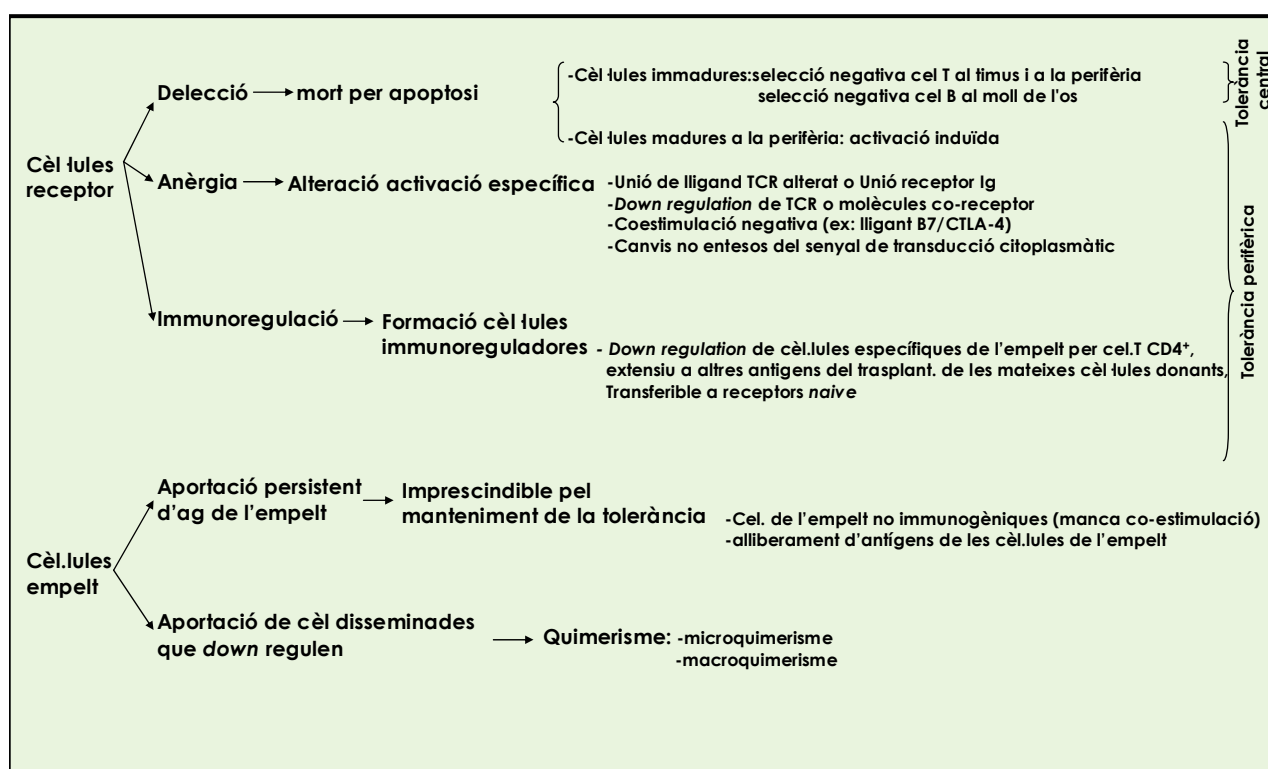 Tolerància
central
-Cèl·lules immadures:selecció negativa cel T al timus i a la perifèria
selecció negativa cel B al moll de l'os
Delecció
mort per apoptosi
-Cèl·lules madures a la perifèria: activació induïda
Cèl·lules
receptor
Anèrgia
Alteració activació específica
-Unió de lligand TCR alterat o Unió receptor Ig
-Down regulation de TCR o molècules co-receptor
-Coestimulació negativa (ex: lligant B7/CTLA-4)
-Canvis no entesos del senyal de transducció citoplasmàtic
Tolerància perifèrica
Immunoregulació
Formació cèl·lules
immunoreguladores
- Down regulation de cèl.lules específiques de l'empelt per cel.T CD4⁺,
extensiu a altres antigens del trasplant. de les mateixes cèl·lules donants,
Transferible a receptors naive
Aportació persistent
d'ag de l'empelt
Imprescindible pel
manteniment de la tolerància
-Cel. de l'empelt no immunogèniques (manca co-estimulació)
-alliberament d'antígens de les cèl.lules de l'empelt
Cèl.lules
empelt
Aportació de cèl disseminades
que down regulen
Quimerisme: -microquimerisme
-macroquimerisme